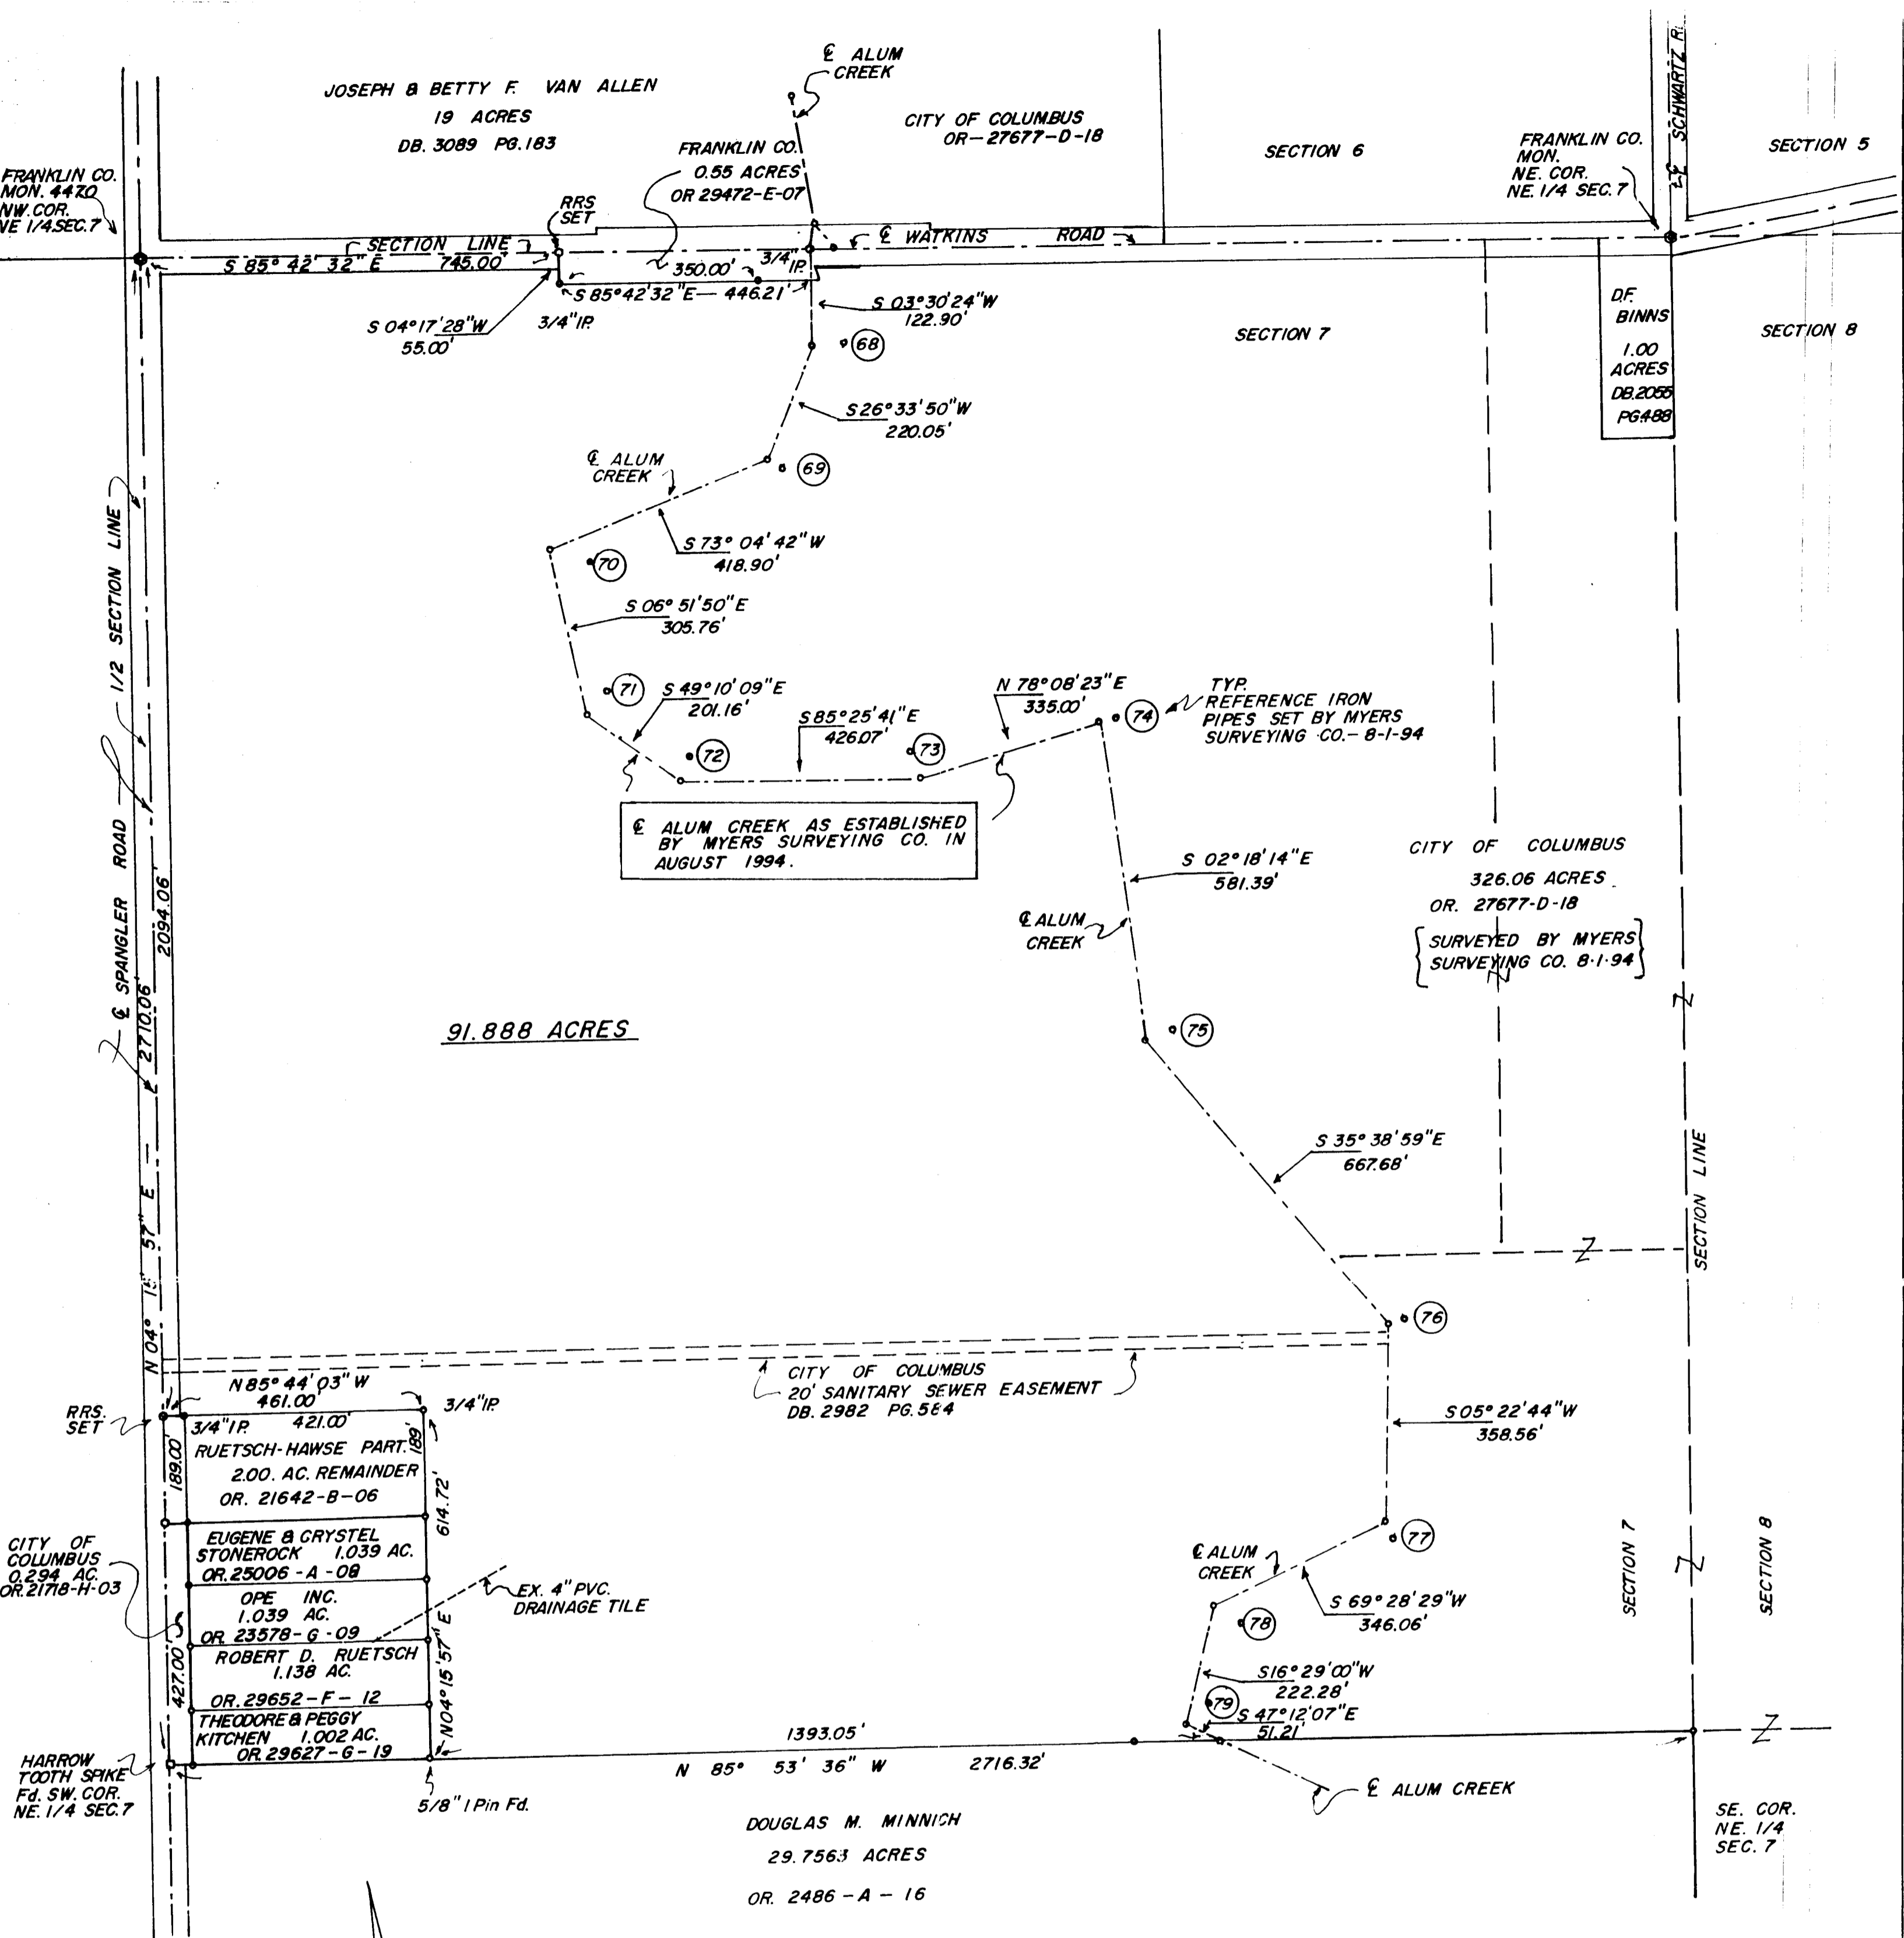 ℄ ALUM
CREEK
JOSEPH & BETTY F. VAN ALLEN
19 ACRES
DB. 3089 PG. 183
CITY OF COLUMBUS
OR-27677-D-18
FRANKLIN CO.
0.55 ACRES
OR 29472-E-07
SECTION 6
FRANKLIN CO.
MON.
NE. COR.
NE. 1/4 SEC. 7
℄ SCHWARTZ R
SECTION 5
FRANKLIN CO.
MON. 4470
NW. COR.
NE 1/4 SEC. 7
RRS
SET
SECTION LINE
S 85° 42' 32" E 745.00'
℄ WATKINS ROAD
3/4"
IP.
350.00'
S 85° 42' 32" E — 446.21'
3/4" IP.
S 04° 17' 28" W
55.00'
S 03° 30' 24" W
122.90'
68
SECTION 7
D.F.
BINNS
1.00
ACRES
DB. 2055
PG. 488
SECTION 8
S 26° 33' 50" W
220.05'
69
℄ ALUM
CREEK
S 73° 04' 42" W
418.90'
70
S 06° 51' 50" E
305.76'
71
S 49° 10' 09" E
201.16'
72
S 85° 25' 41" E
426.07'
73
N 78° 08' 23" E
335.00'
74
TYP.
REFERENCE IRON
PIPES SET BY MYERS
SURVEYING CO. - 8-1-94
℄ ALUM CREEK AS ESTABLISHED
BY MYERS SURVEYING CO. IN
AUGUST 1994.
S 02° 18' 14" E
581.39'
℄ ALUM
CREEK
CITY OF COLUMBUS
326.06 ACRES
OR. 27677-D-18
SURVEYED BY MYERS
SURVEYING CO. 8-1-94
℄ SPANGLER ROAD — 1/2 SECTION LINE
2094.06'
2710.06'
N 04° 15' 57" E
91.888 ACRES
75
S 35° 38' 59" E
667.68'
SECTION LINE
76
CITY OF COLUMBUS
20' SANITARY SEWER EASEMENT
DB. 2982 PG. 564
N 85° 44' 03" W
461.00'
3/4" IP.
RRS.
SET
3/4" IP. 421.00'
S 05° 22' 44" W
358.56'
189.00'
189'
RUETSCH-HAWSE PART.
2.00. AC. REMAINDER
OR. 21642-B-06
614.72'
CITY OF
COLUMBUS
0.294 AC.
OR. 21718-H-03
EUGENE & CRYSTEL
STONEROCK 1.039 AC.
OR. 25006-A-08
OPE INC.
1.039 AC.
OR. 23578-G-09
EX. 4" PVC.
DRAINAGE TILE
427.00'
ROBERT D. RUETSCH
1.138 AC.
OR. 29652-F-12
N 04° 15' 57" E
THEODORE & PEGGY
KITCHEN 1.002 AC.
OR. 29627-G-19
77
℄ ALUM
CREEK
S 69° 28' 29" W
346.06'
78
S 16° 29' 00" W
222.28'
79
S 47° 12' 07" E
51.21'
SECTION 7
SECTION 8
1393.05'
N 85° 53' 36" W 2716.32'
HARROW
TOOTH SPIKE
Fd. SW. COR.
NE. 1/4 SEC. 7
5/8" I Pin Fd.
℄ ALUM CREEK
DOUGLAS M. MINNICH
29.7563 ACRES
OR. 2486-A-16
SE. COR.
NE. 1/4
SEC. 7